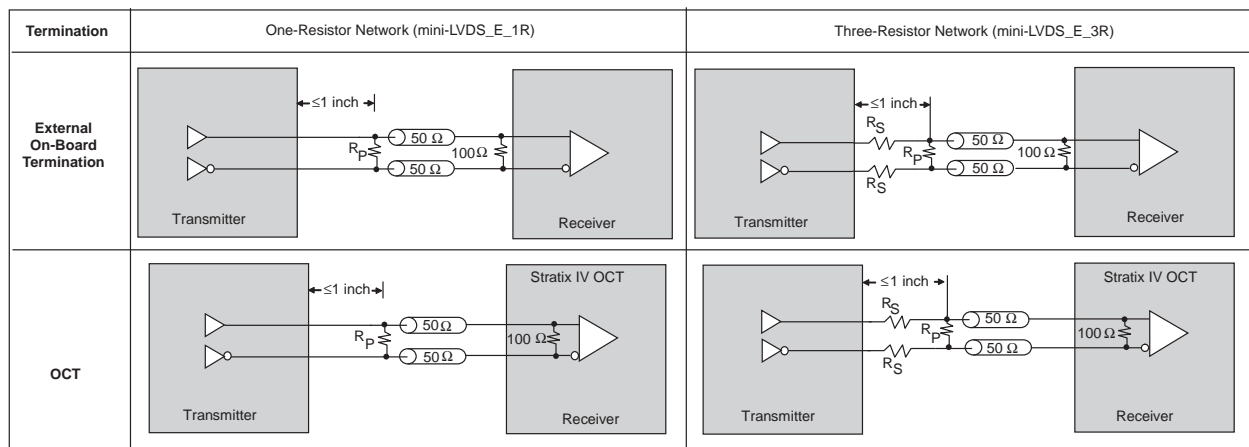 Termination
One-Resistor Network (mini-LVDS_E_1R)
Three-Resistor Network (mini-LVDS_E_3R)
External
On-Board
Termination
≤1 inch
50 Ω
RP
100 Ω
50 Ω
Transmitter
Receiver
≤1 inch
RS
50 Ω
RP
100 Ω
50 Ω
RS
Transmitter
Receiver
OCT
Stratix IV OCT
≤1 inch
50 Ω
RP
100 Ω
50 Ω
Transmitter
Receiver
Stratix IV OCT
≤1 inch
RS
50 Ω
RP
100 Ω
50 Ω
RS
Transmitter
Receiver